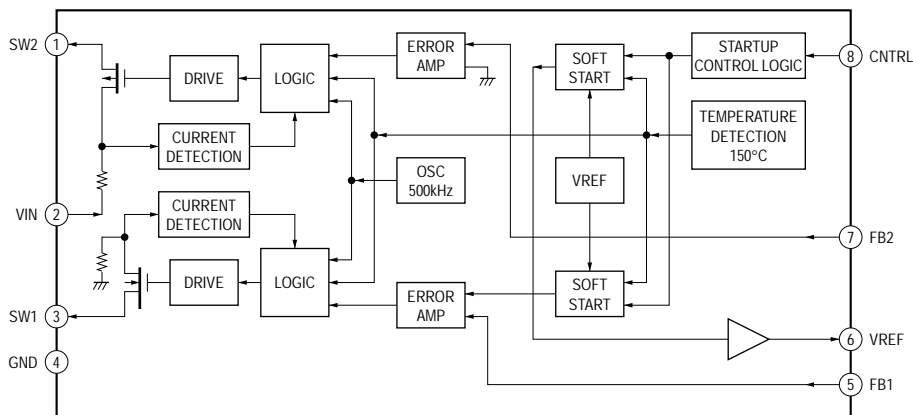 SW2
1
DRIVE
LOGIC
ERROR
AMP
SOFT
START
STARTUP
CONTROL LOGIC
8
CNTRL
CURRENT
DETECTION
TEMPERATURE
DETECTION
150°C
OSC
500kHz
VREF
VIN
2
CURRENT
DETECTION
7
FB2
DRIVE
LOGIC
ERROR
AMP
SOFT
START
SW1
3
6
VREF
GND
4
5
FB1